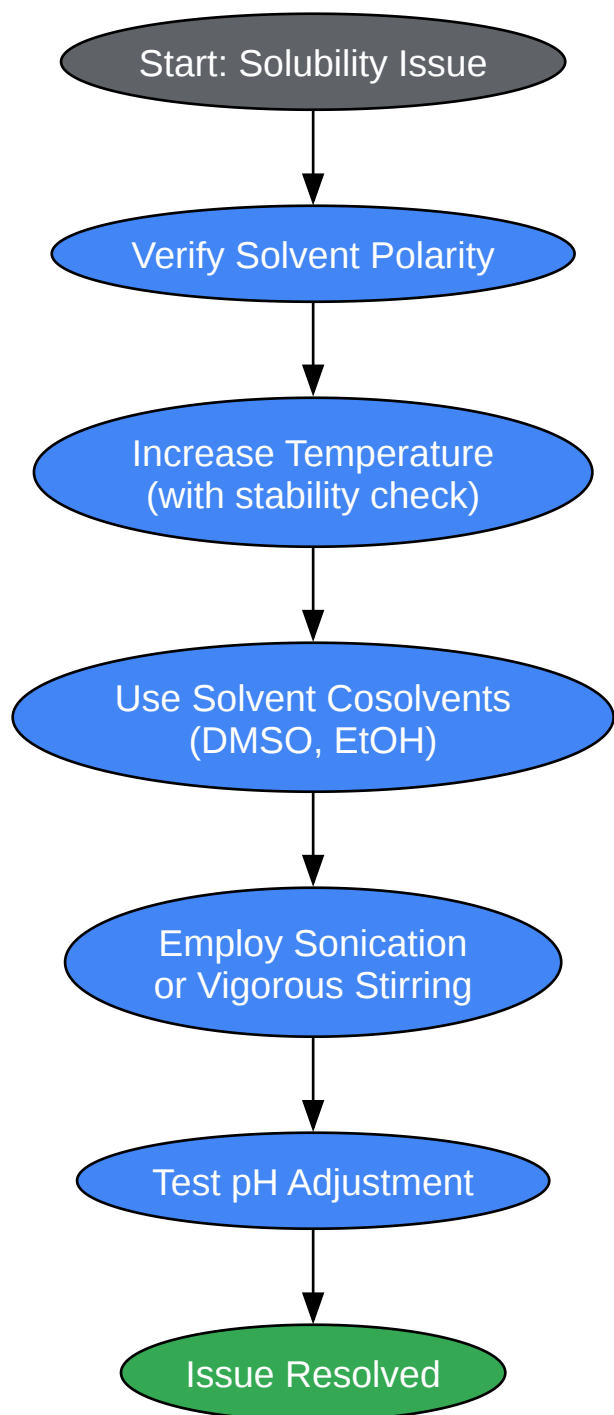 Start: Solubility Issue
Verify Solvent Polarity
Increase Temperature
(with stability check)
Use Solvent Cosolvents
(DMSO, EtOH)
Employ Sonication
or Vigorous Stirring
Test pH Adjustment
Issue Resolved